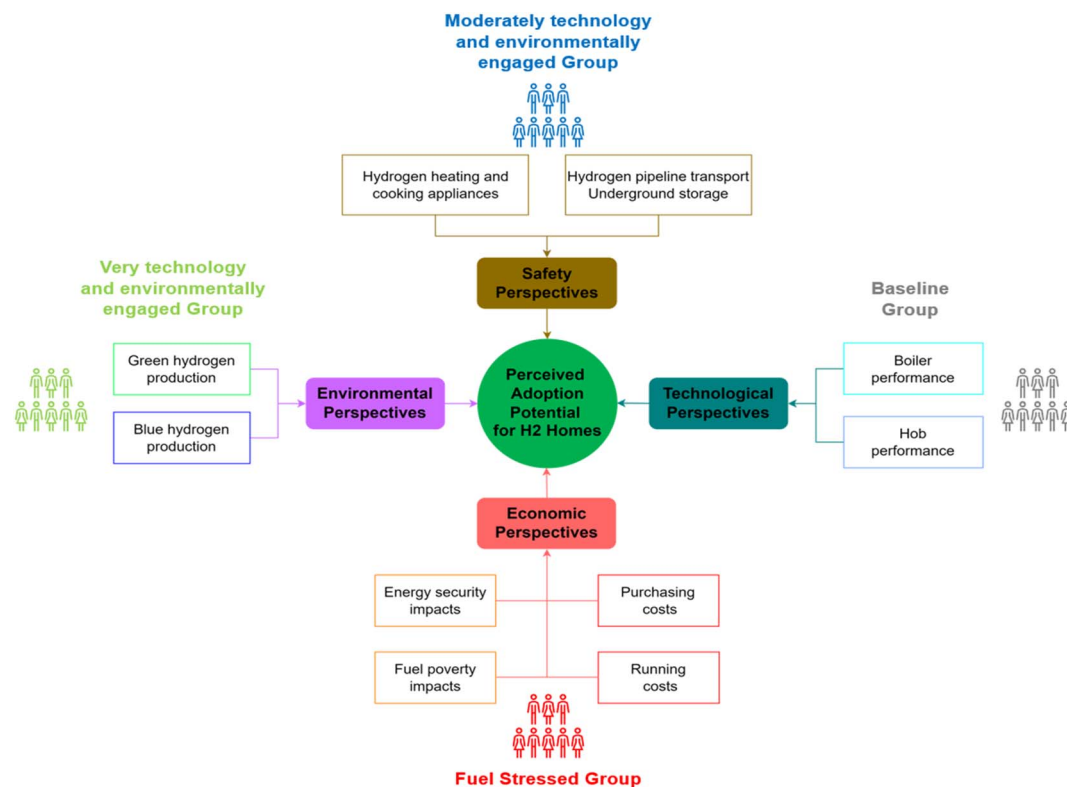 Moderately technology
and environmentally
engaged Group
Hydrogen heating and
cooking appliances
Hydrogen pipeline transport
Underground storage
Safety
Perspectives
Very technology
and environmentally
engaged Group
Baseline
Group
Green hydrogen
production
Blue hydrogen
production
Environmental
Perspectives
Perceived
Adoption
Potential
for H2 Homes
Technological
Perspectives
Boiler
performance
Hob
performance
Economic
Perspectives
Energy security
impacts
Purchasing
costs
Fuel poverty
impacts
Running
costs
Fuel Stressed Group